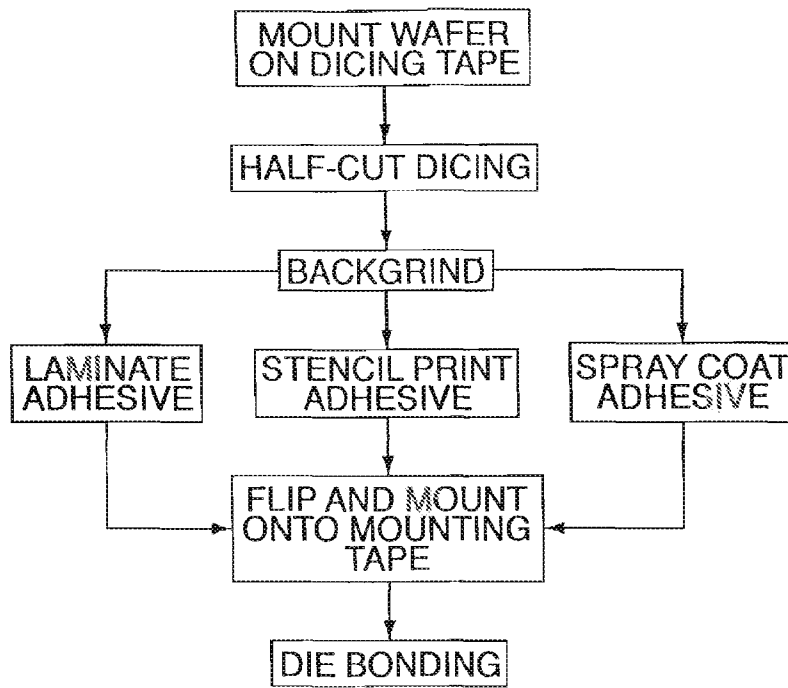 MOUNT WAFER
ON DICING TAPE
HALF-CUT DICING
BACKGRIND
LAMINATE
ADHESIVE
STENCIL PRINT
ADHESIVE
SPRAY COAT
ADHESIVE
FLIP AND MOUNT
ONTO MOUNTING
TAPE
DIE BONDING